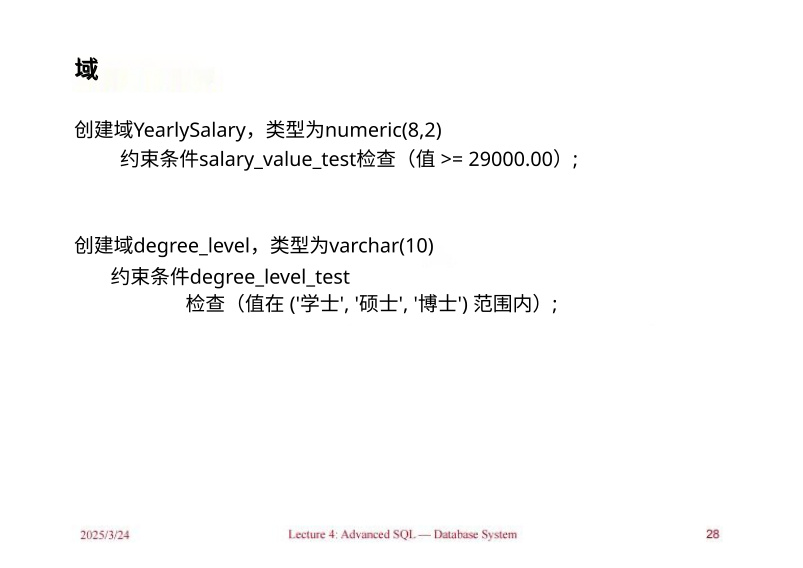 域
创建域YearlySalary，类型为numeric(8,2)
约束条件salary_value_test检查（值 >= 29000.00）;
创建域degree_level，类型为varchar(10)
约束条件degree_level_test
检查（值在 ('学士', '硕士', '博士') 范围内）;
2025/3/24
Lecture 4: Advanced SQL — Database System
28